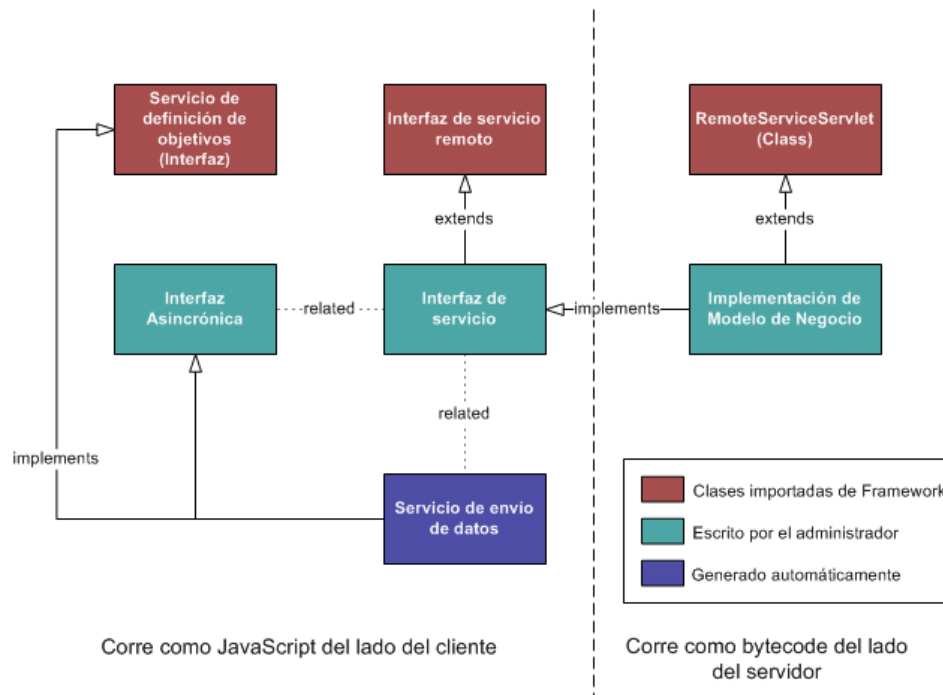 Servicio de
definición de
objetivos
(Interfaz)
Interfaz de servicio
remoto
RemoteServiceServlet
(Class)
extends
extends
Interfaz
Asincrónica
related
Interfaz de
servicio
implements
Implementación de
Modelo de Negocio
related
implements
Servicio de envío
de datos
Clases importadas de Framework
Escrito por el administrador
Generado automáticamente
Corre como JavaScript del lado del cliente
Corre como bytecode del lado
del servidor